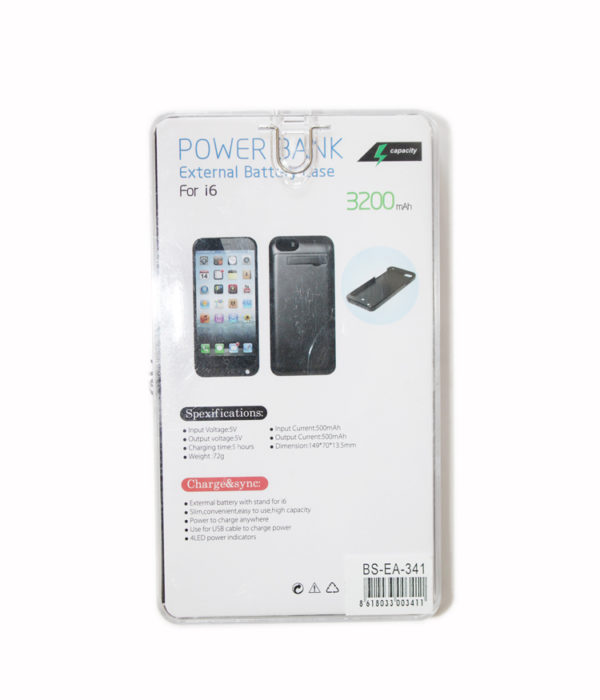 POWER BANK
capacity
External Battery Case
For i6
3200 mAh
Spexifications:
● Input Voltage:5V
● Input Current:500mAh
● Output voltage:5V
● Output Current:500mAh
● Charging time:5 hours
● Dimension:149*70*13.5mm
● Weight :72g
Charge&sync:
● Extermal battery with stand for i6
● Slim,convenient,easy to use,high capacity
● Power to charge anywhere
● Use for USB cable to charge power
● 4LED power indicators
BS-EA-341
8 618033 003411